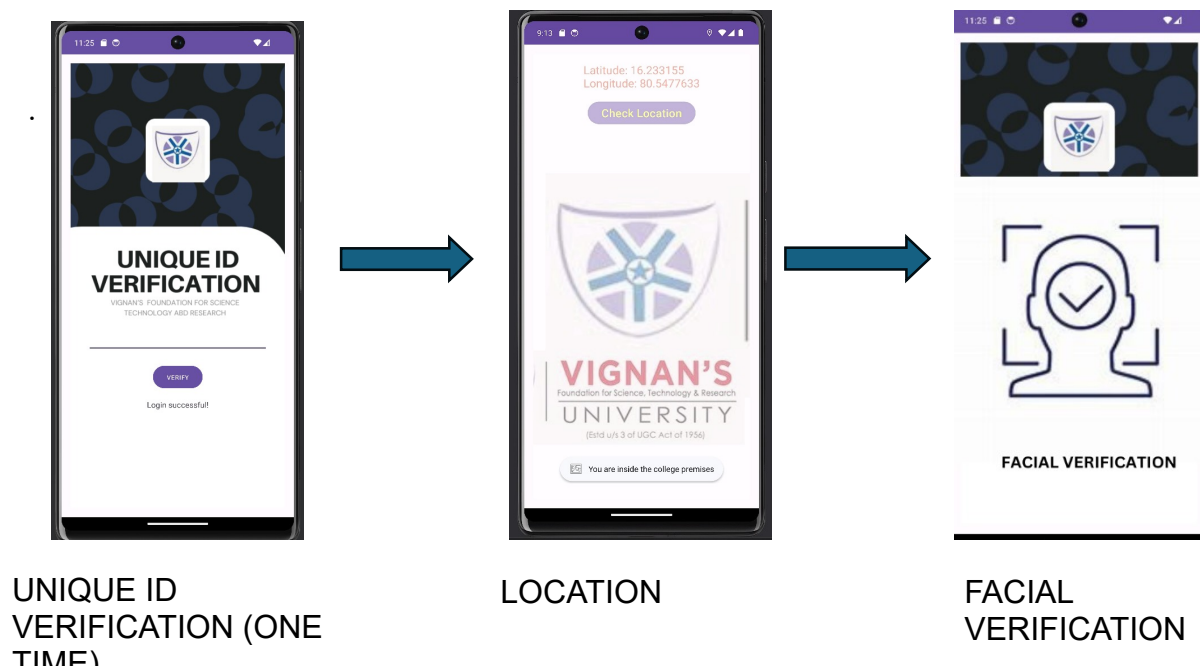 11:25
UNIQUE ID
VERIFICATION
VIGNAN'S FOUNDATION FOR SCIENCE
TECHNOLOGY ABD RESEARCH
VERIFY
Login successful!
9:13
Latitude: 16.233155
Longitude: 80.5477633
Check Location
VIGNAN'S
Foundation for Science, Technology & Research
UNIVERSITY
(Estd u/s 3 of UGC Act of 1956)
You are inside the college premises
11:25
FACIAL VERIFICATION
UNIQUE ID
VERIFICATION (ONE
TIME)
LOCATION
FACIAL
VERIFICATION